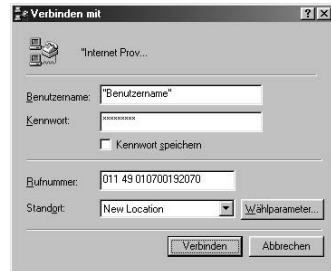 Verbinden mit
"Internet Prov...
Benutzername: "Benutzername"
Kennwort: xxxxxxxxx
Kennwort speichern
Rufnummer: 011 49 010700192070
Standort: New Location Wählparameter...
Verbinden Abbrechen